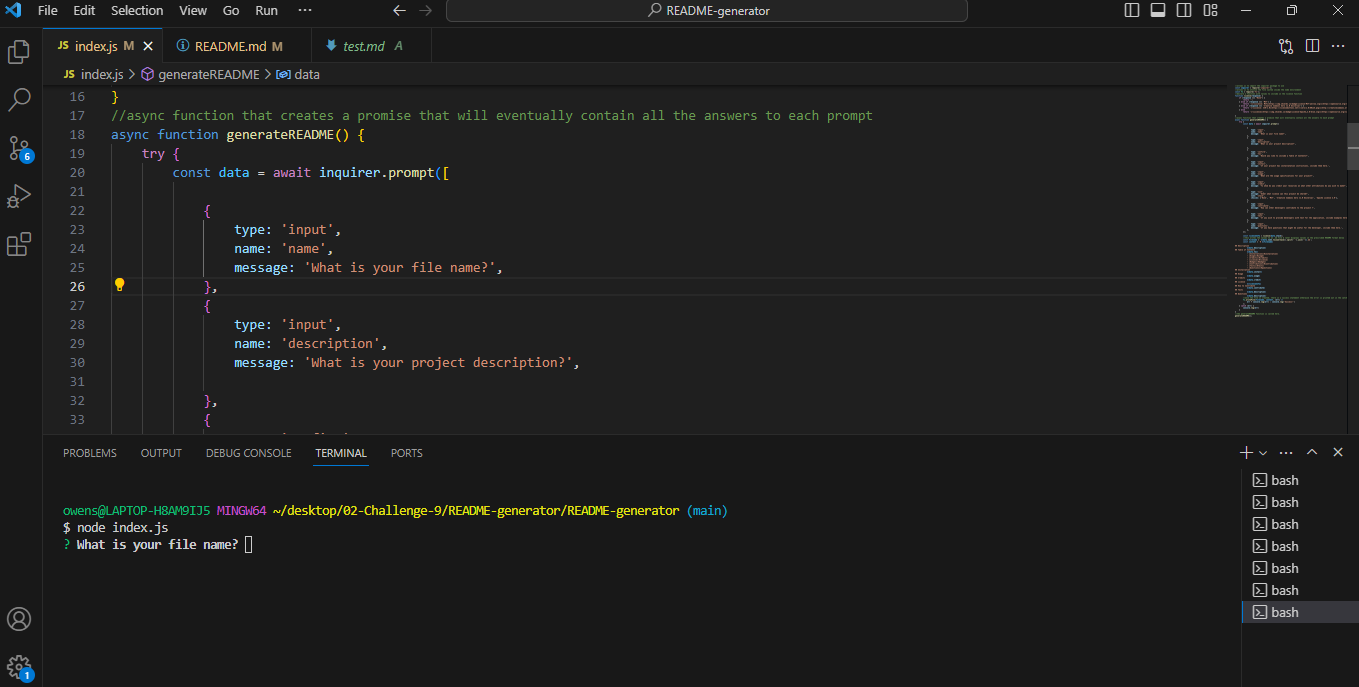 File Edit Selection View Go Run ··· README-generator
JS index.js M README.md M test.md A
JS index.js > generateREADME > data
16 }
17 //async function that creates a promise that will eventually contain all the answers to each prompt
18 async function generateREADME() {
19 try {
20 const data = await inquirer.prompt([
21
22 {
23 type: 'input',
24 name: 'name',
25 message: 'What is your file name?',
26 },
27 {
28 type: 'input',
29 name: 'description',
30 message: 'What is your project description?',
31
32 },
33 {
PROBLEMS OUTPUT DEBUG CONSOLE TERMINAL PORTS
owens@LAPTOP-H8AM9IJ5 MINGW64 ~/desktop/02-Challenge-9/README-generator/README-generator (main)
$ node index.js
? What is your file name?
bash
bash
bash
bash
bash
bash
bash
6
1